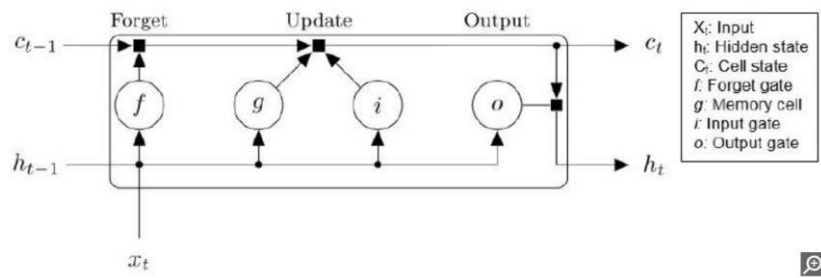 Forget Update Output
c_{t-1} c_t
f g i o
h_{t-1} h_t
x_t
X_t: Input
h_t: Hidden state
C_t: Cell state
f: Forget gate
g: Memory cell
i: Input gate
o: Output gate